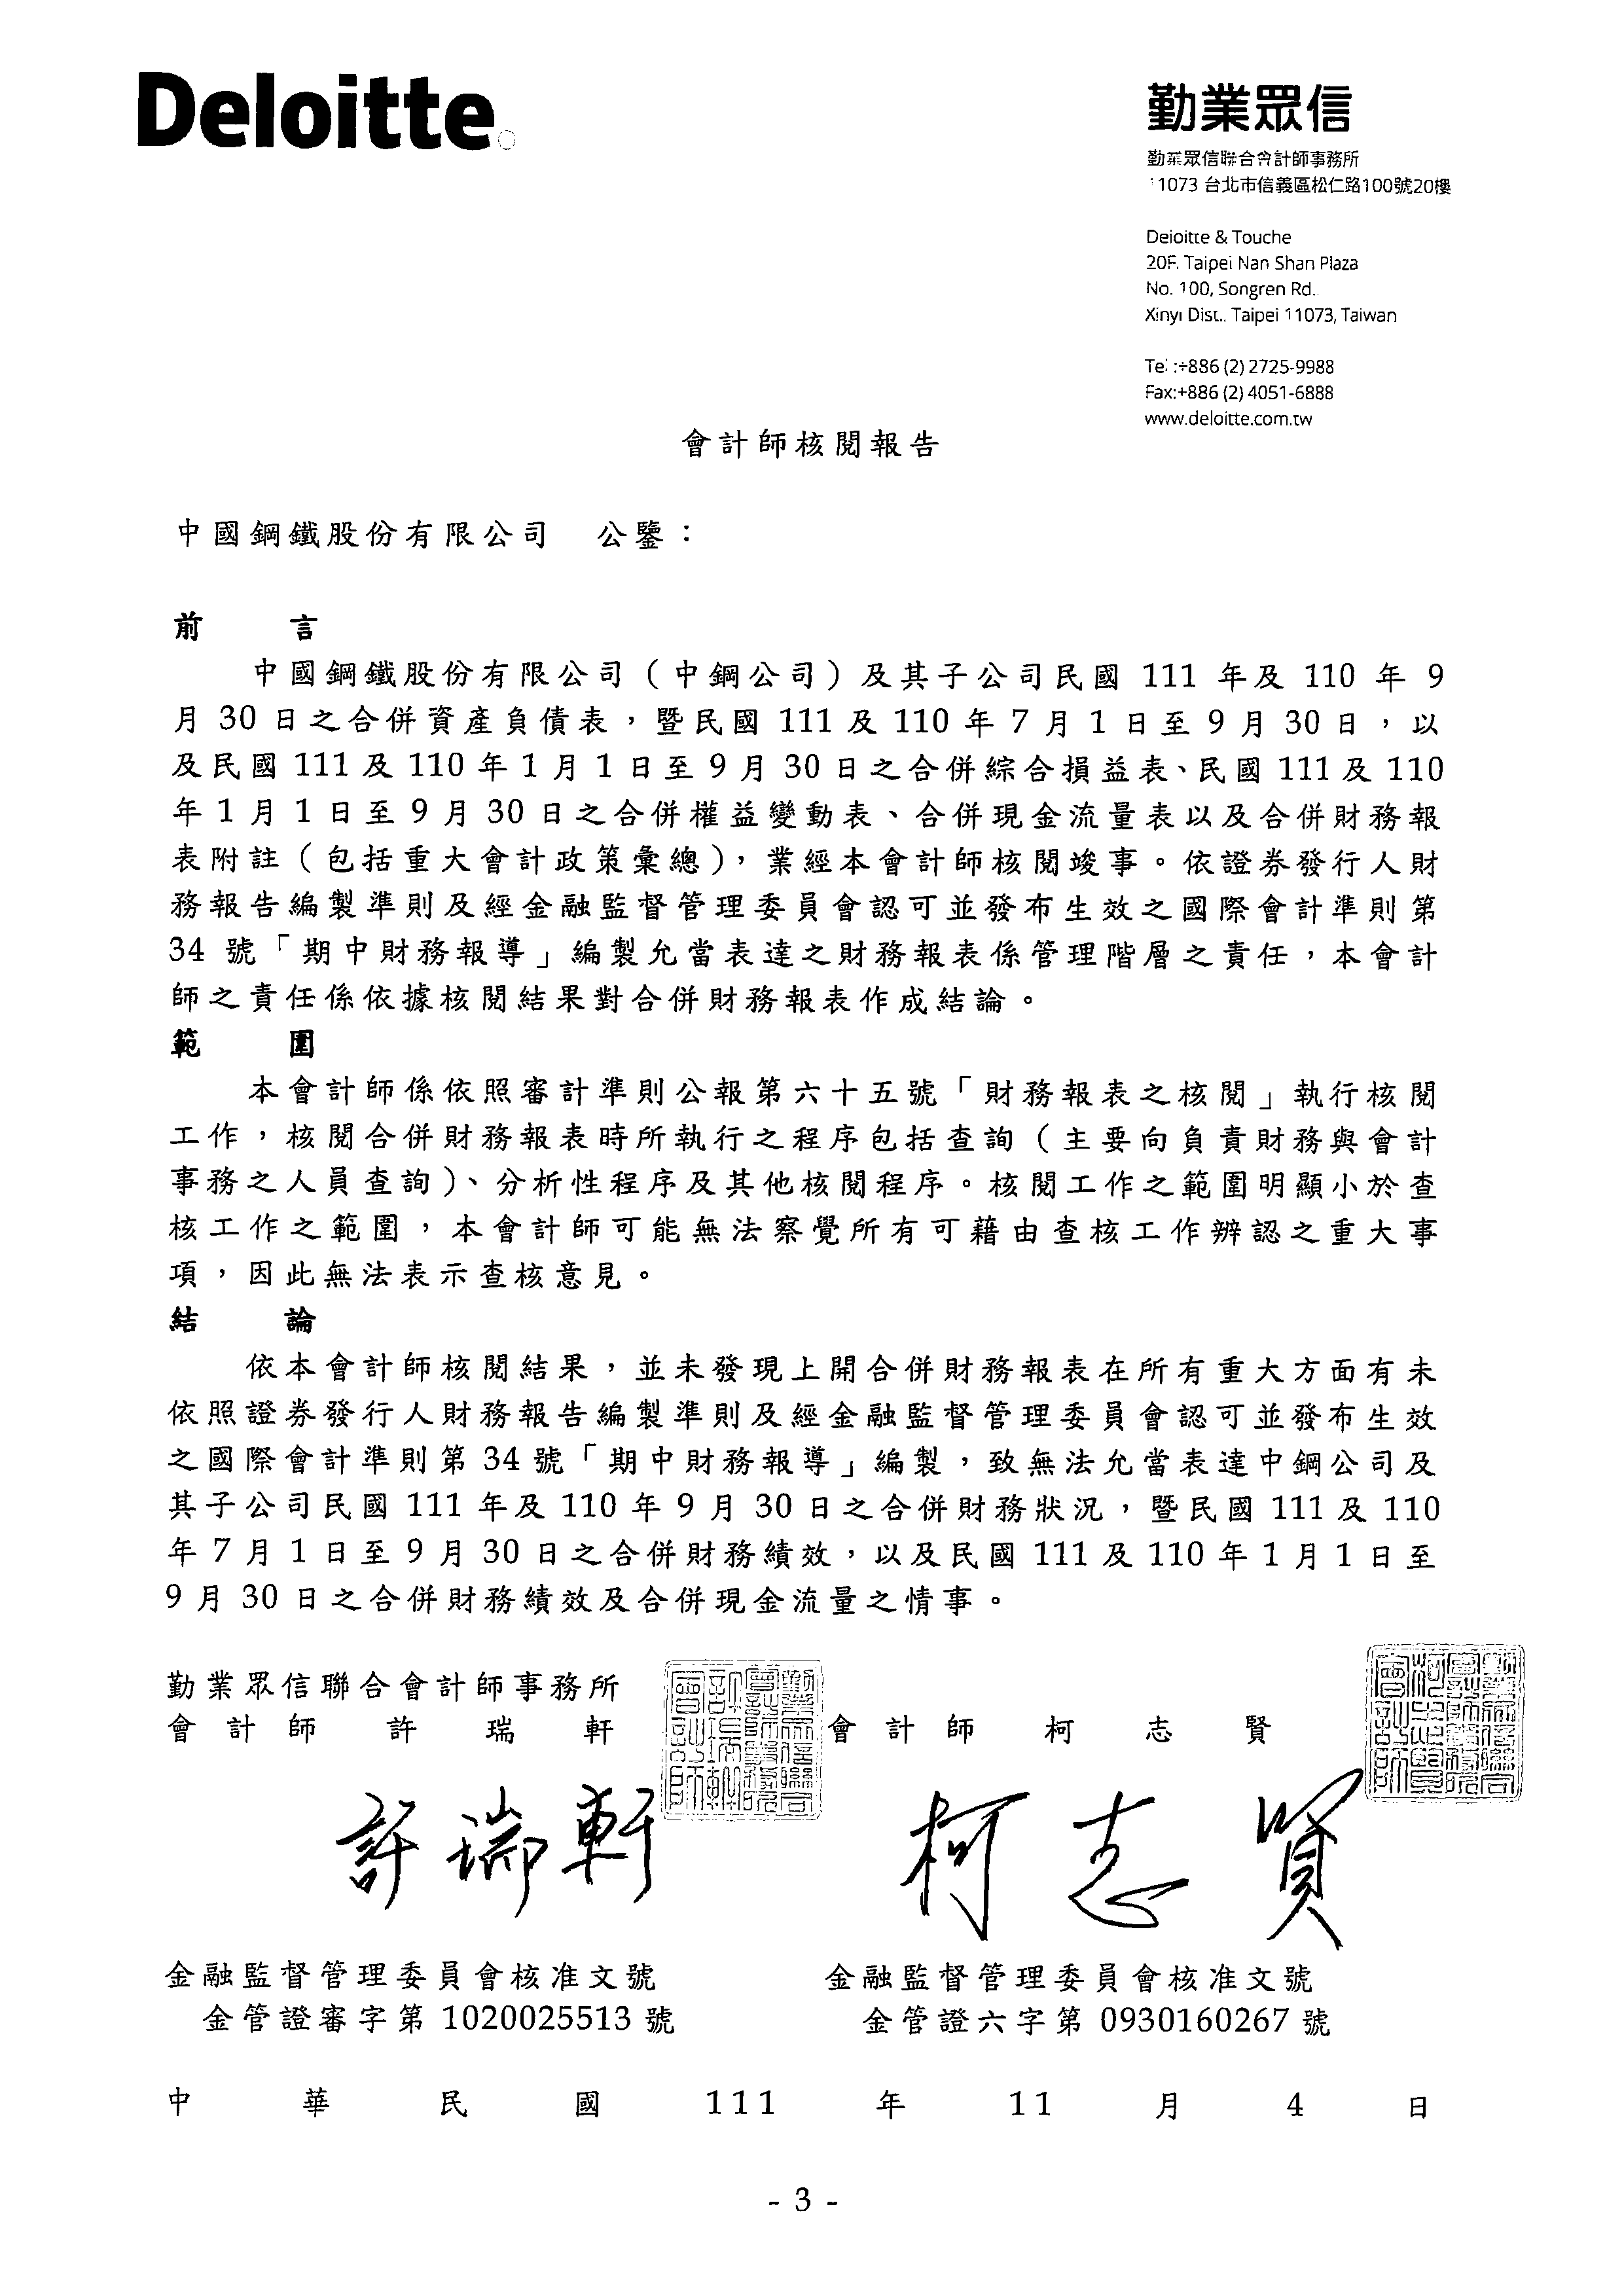 Deloitte.
勤業眾信
勤業眾信聯合會計師事務所
11073 台北市信義區松仁路100號20樓
Deloitte & Touche
20F, Taipei Nan Shan Plaza
No. 100, Songren Rd.,
Xinyi Dist., Taipei 11073, Taiwan
Tel :+886 (2) 2725-9988
Fax:+886 (2) 4051-6888
www.deloitte.com.tw
會計師核閱報告
中國鋼鐵股份有限公司 公鑒：
前 言
中國鋼鐵股份有限公司（中鋼公司）及其子公司民國 111 年及 110 年 9
月 30 日之合併資產負債表，暨民國 111 及 110 年 7 月 1 日至 9 月 30 日，以
及民國 111 及 110 年 1 月 1 日至 9 月 30 日之合併綜合損益表、民國 111 及 110
年 1 月 1 日至 9 月 30 日之合併權益變動表、合併現金流量表以及合併財務報
表附註（包括重大會計政策彙總），業經本會計師核閱竣事。依證券發行人財
務報告編製準則及經金融監督管理委員會認可並發布生效之國際會計準則第
34 號「期中財務報導」編製允當表達之財務報表係管理階層之責任，本會計
師之責任係依據核閱結果對合併財務報表作成結論。
範 圍
本會計師係依照審計準則公報第六十五號「財務報表之核閱」執行核閱
工作，核閱合併財務報表時所執行之程序包括查詢（主要向負責財務與會計
事務之人員查詢）、分析性程序及其他核閱程序。核閱工作之範圍明顯小於查
核工作之範圍，本會計師可能無法察覺所有可藉由查核工作辨認之重大事
項，因此無法表示查核意見。
結 論
依本會計師核閱結果，並未發現上開合併財務報表在所有重大方面有未
依照證券發行人財務報告編製準則及經金融監督管理委員會認可並發布生效
之國際會計準則第 34 號「期中財務報導」編製，致無法允當表達中鋼公司及
其子公司民國 111 年及 110 年 9 月 30 日之合併財務狀況，暨民國 111 及 110
年 7 月 1 日至 9 月 30 日之合併財務績效，以及民國 111 及 110 年 1 月 1 日至
9 月 30 日之合併財務績效及合併現金流量之情事。
勤業眾信聯合會計師事務所
會計師 許瑞軒 會計師 柯志賢
許瑞軒 柯志賢
金融監督管理委員會核准文號 金融監督管理委員會核准文號
金管證審字第 1020025513 號 金管證六字第 0930160267 號
中華民國 111 年 11 月 4 日
- 3 -